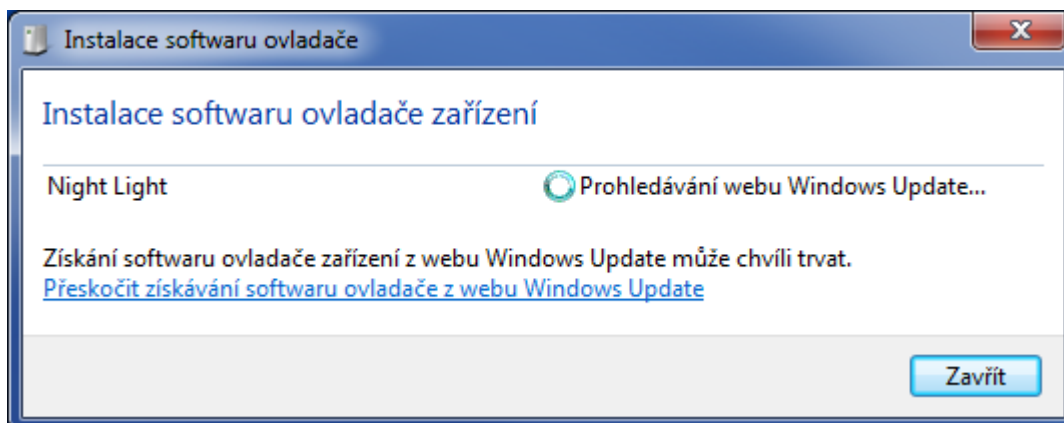 Instalace softwaru ovladače
Instalace softwaru ovladače zařízení
Night Light Prohledávání webu Windows Update...
Získání softwaru ovladače zařízení z webu Windows Update může chvíli trvat.
Přeskočit získávání softwaru ovladače z webu Windows Update
Zavřít